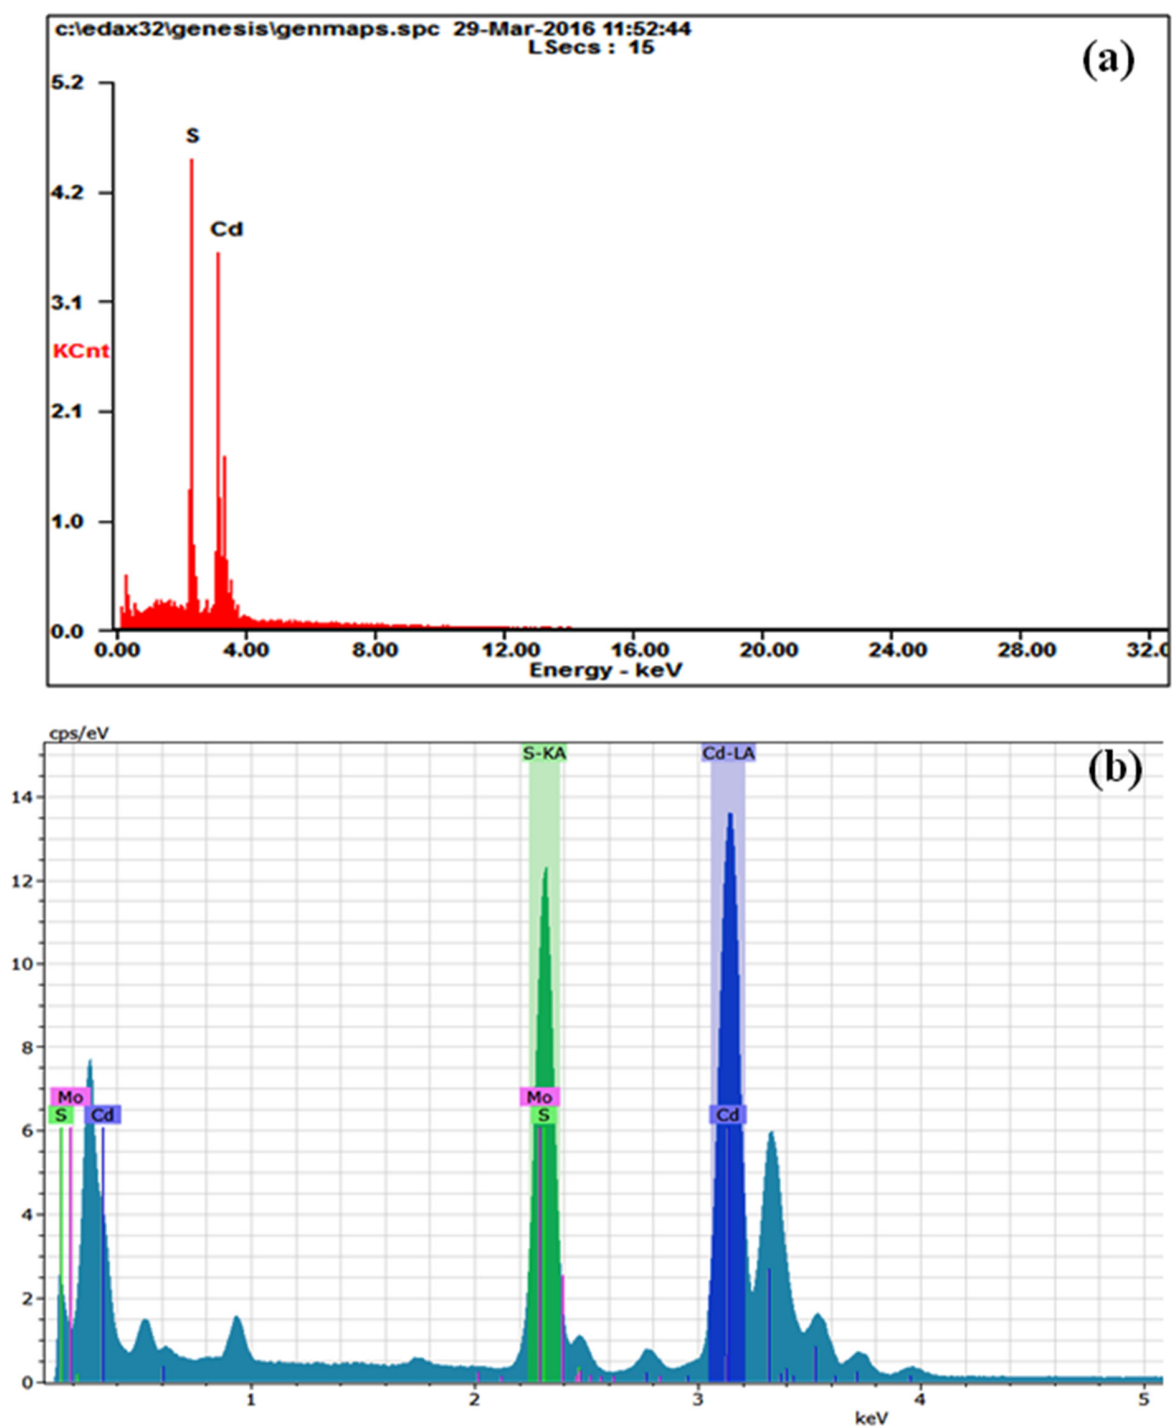 c:\edax32\genesis\genmaps.spc 29-Mar-2016 11:52:44
LSecs : 15
(a)
5.2
S
4.2
Cd
3.1
KCnt
2.1
1.0
0.0
0.00 4.00 8.00 12.00 16.00 20.00 24.00 28.00 32.0
Energy - keV
cps/eV
S-KA Cd-LA
(b)
14
12
10
8
Mo Mo
S Cd S Cd
6
4
2
0
1 2 3 4 5
keV